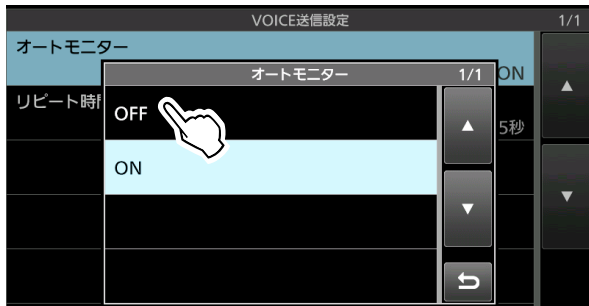 VOICE送信設定 1/1
オートモニター
ON
オートモニター 1/1
リピート時
5秒
OFF
ON